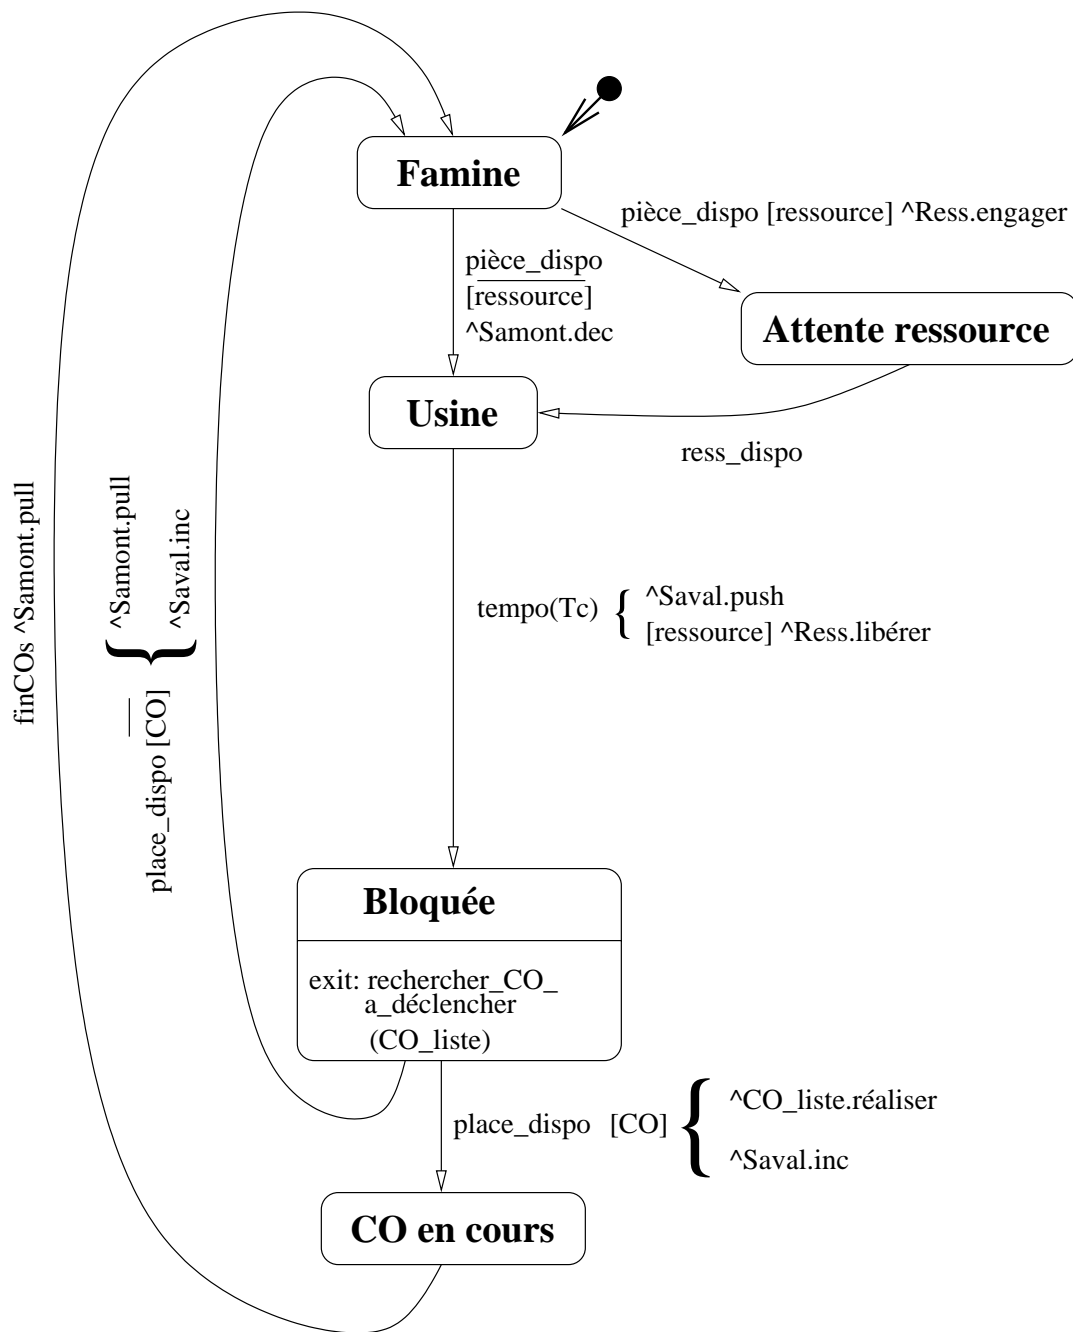 Famine
pièce_dispo [ressource] ^Ress.engager
pièce_dispo
[ressource]
^Samont.dec
Attente ressource
Usine
ress_dispo
finCOs ^Samont.pull
^Samont.pull
^Saval.inc
place_dispo [CO]
tempo(Tc) { ^Saval.push
[ressource] ^Ress.libérer
Bloquée
exit: rechercher_CO_
a_déclencher
(CO_liste)
place_dispo [CO] { ^CO_liste.réaliser
^Saval.inc
CO en cours